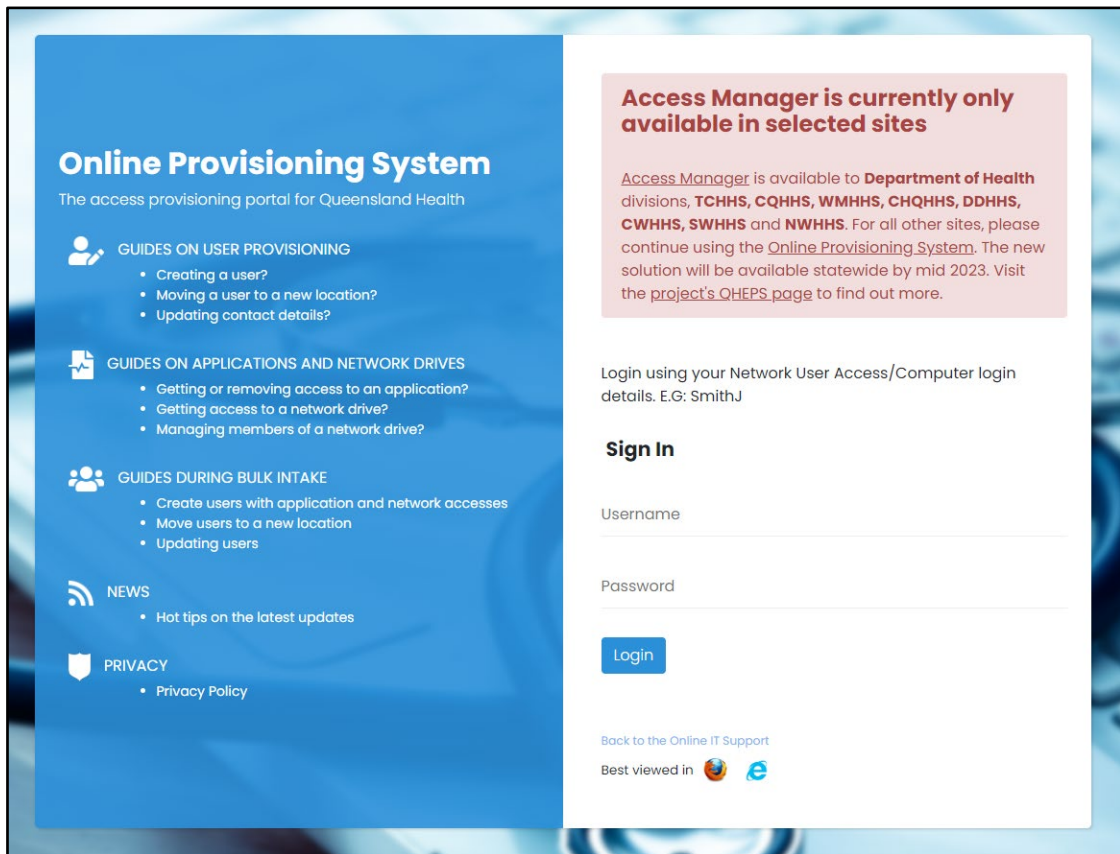 Online Provisioning System
The access provisioning portal for Queensland Health
GUIDES ON USER PROVISIONING
• Creating a user?
• Moving a user to a new location?
• Updating contact details?
GUIDES ON APPLICATIONS AND NETWORK DRIVES
• Getting or removing access to an application?
• Getting access to a network drive?
• Managing members of a network drive?
GUIDES DURING BULK INTAKE
• Create users with application and network accesses
• Move users to a new location
• Updating users
NEWS
• Hot tips on the latest updates
PRIVACY
• Privacy Policy
Access Manager is currently only
available in selected sites
Access Manager is available to Department of Health
divisions, TCHHS, CQHHS, WMHHS, CHQHHS, DDHHS,
CWHHS, SWHHS and NWHHS. For all other sites, please
continue using the Online Provisioning System. The new
solution will be available statewide by mid 2023. Visit
the project's QHEPS page to find out more.
Login using your Network User Access/Computer login
details. E.G: SmithJ
Sign In
Username
Password
Login
Back to the Online IT Support
Best viewed in